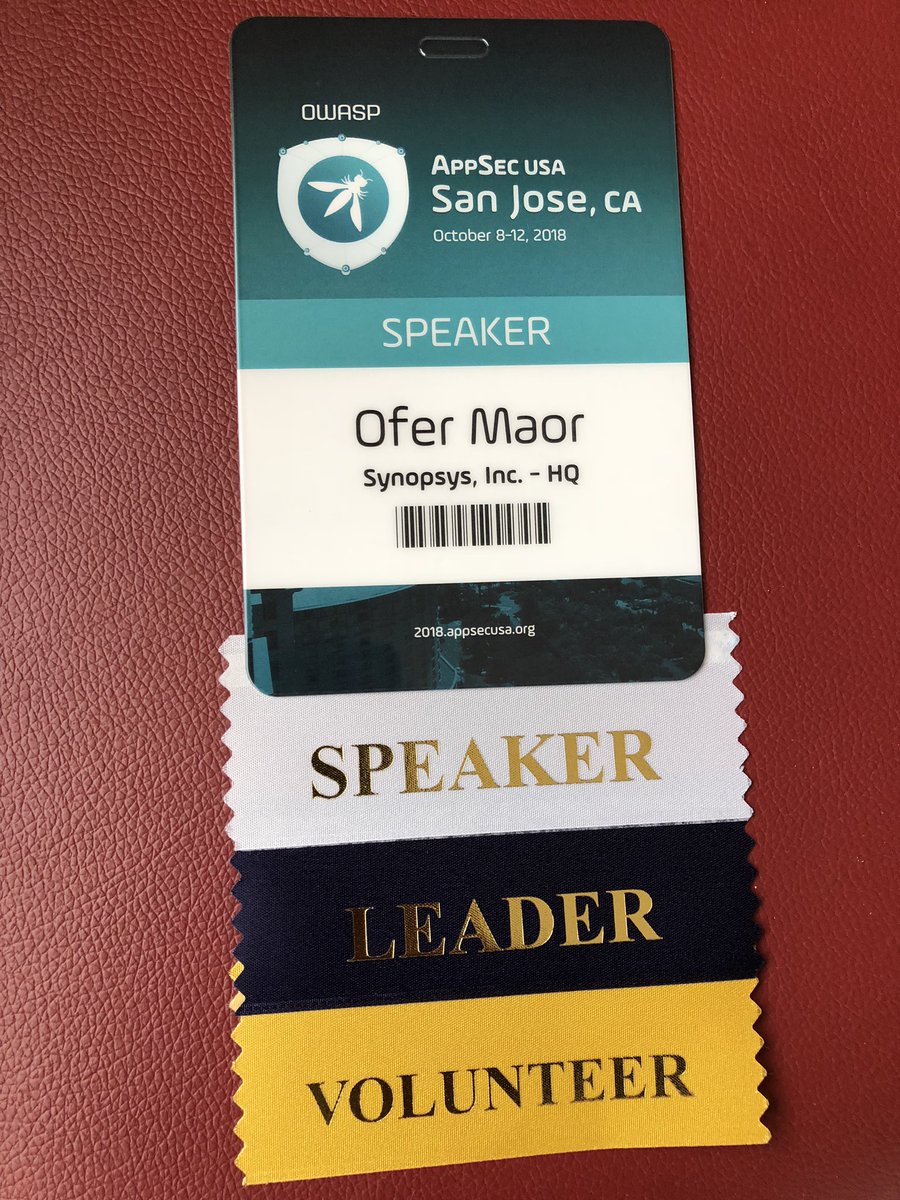 OWASP
AppSec USA
San Jose, CA
October 8-12, 2018
SPEAKER
Ofer Maor
Synopsys, Inc. - HQ
2018.appsecusa.org
SPEAKER
LEADER
VOLUNTEER